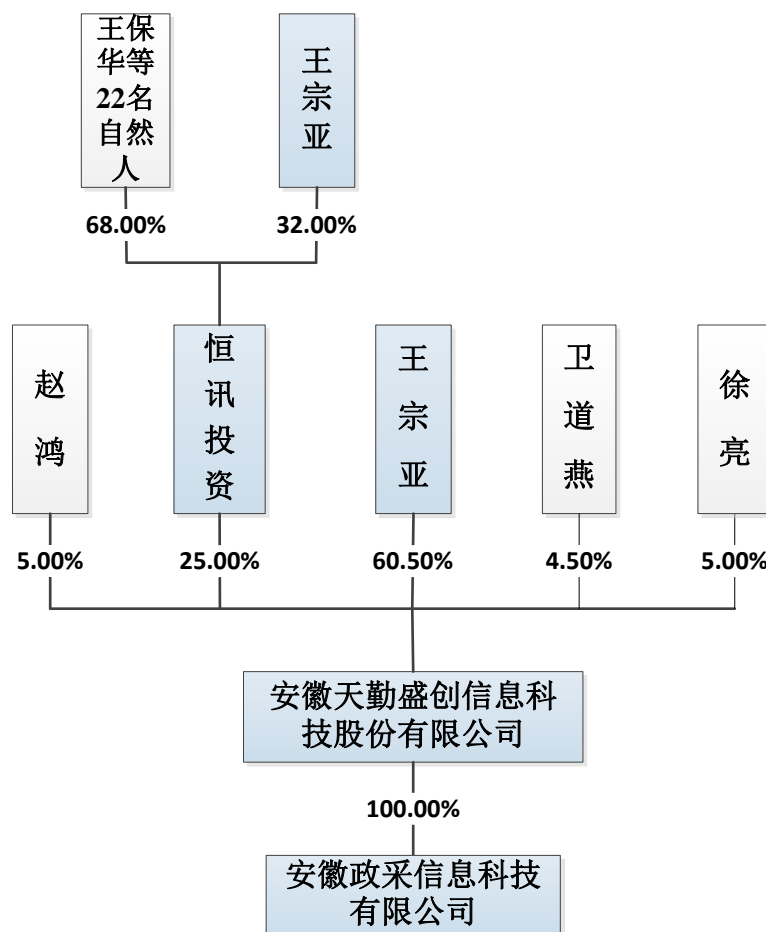 王保
华等
22名
自然
人
王
宗
亚
68.00%
32.00%
赵
鸿
恒
讯
投
资
王
宗
亚
卫
道
燕
徐
亮
5.00%
25.00%
60.50%
4.50%
5.00%
安徽天勤盛创信息科
技股份有限公司
100.00%
安徽政采信息科技
有限公司